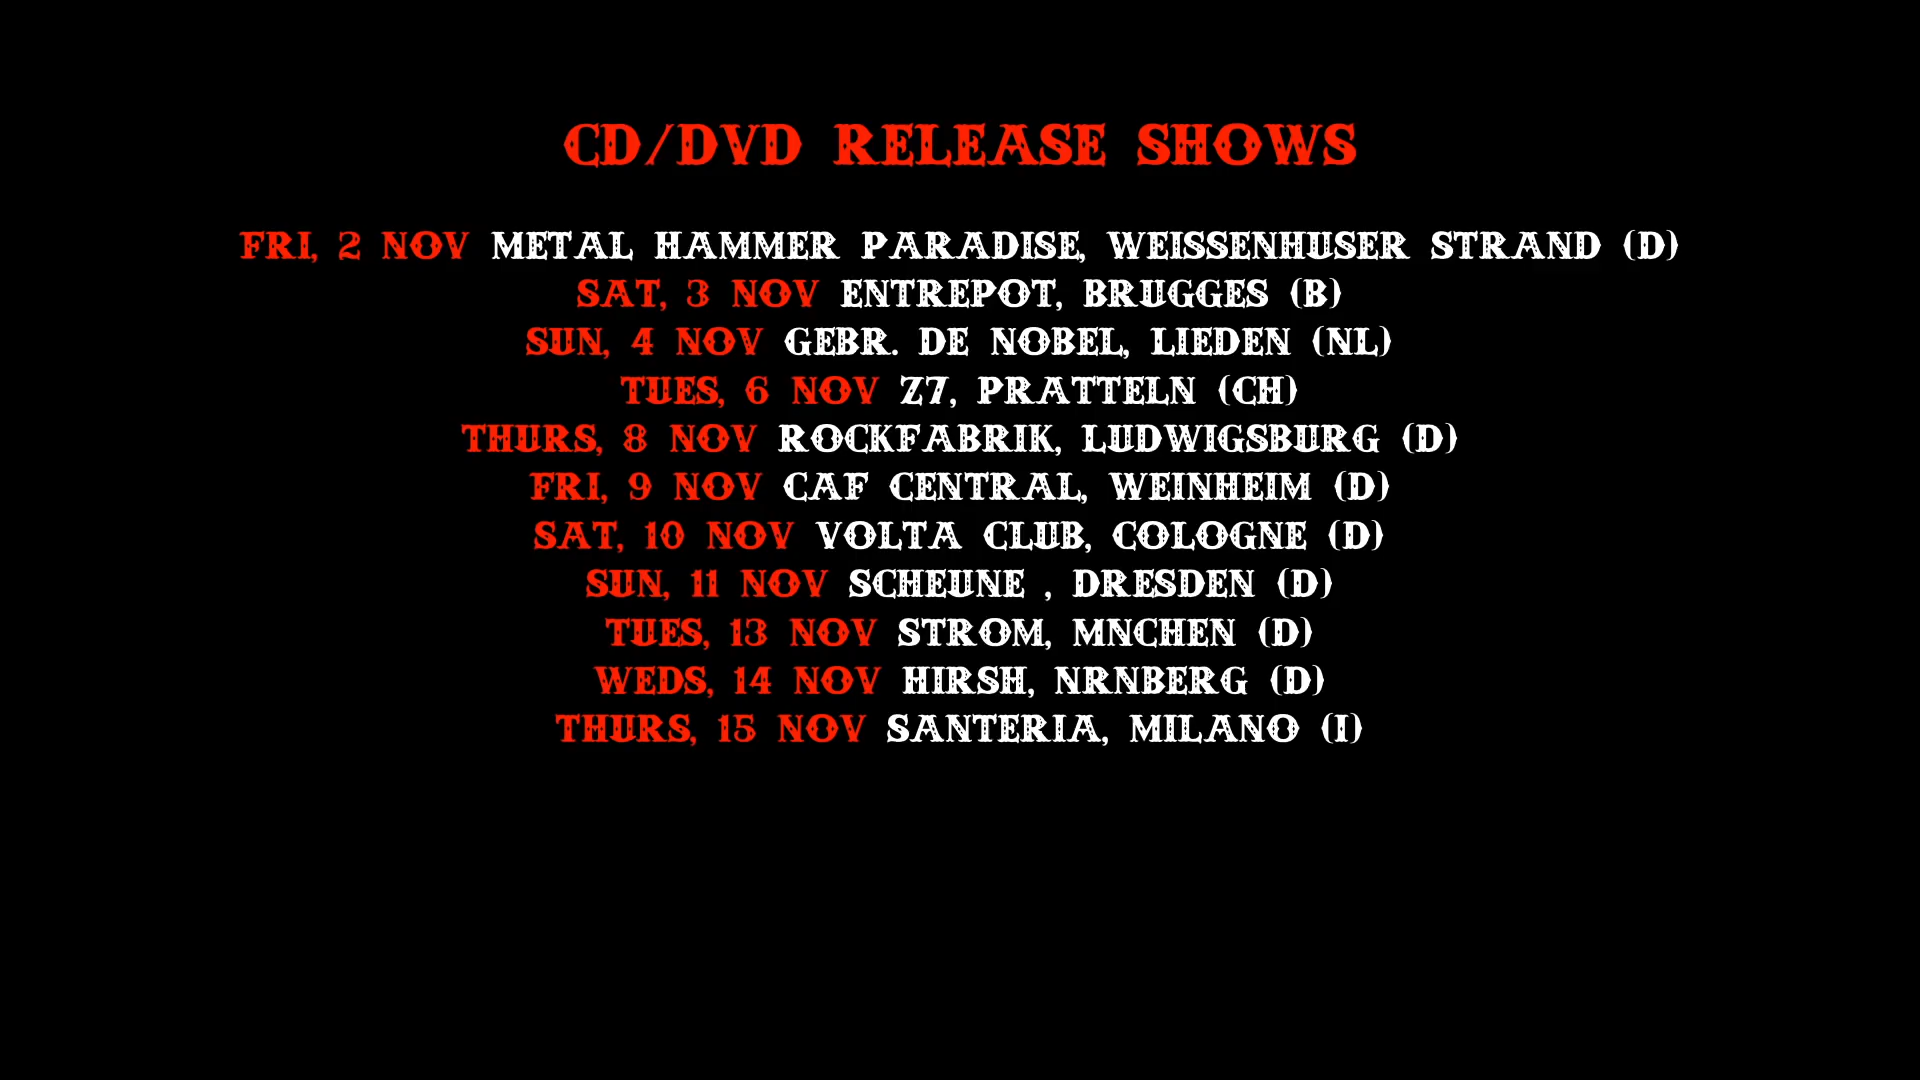 CD/DVD RELEASE SHOWS
FRI, 2 NOV METAL HAMMER PARADISE, WEISSENHUSER STRAND (D)
SAT, 3 NOV ENTREPOT, BRUGGES (B)
SUN, 4 NOV GEBR. DE NOBEL, LIEDEN (NL)
TUES, 6 NOV Z7, PRATTELN (CH)
THURS, 8 NOV ROCKFABRIK, LUDWIGSBURG (D)
FRI, 9 NOV CAF CENTRAL, WEINHEIM (D)
SAT, 10 NOV VOLTA CLUB, COLOGNE (D)
SUN, 11 NOV SCHEUNE , DRESDEN (D)
TUES, 13 NOV STROM, MNCHEN (D)
WEDS, 14 NOV HIRSH, NRNBERG (D)
THURS, 15 NOV SANTERIA, MILANO (I)